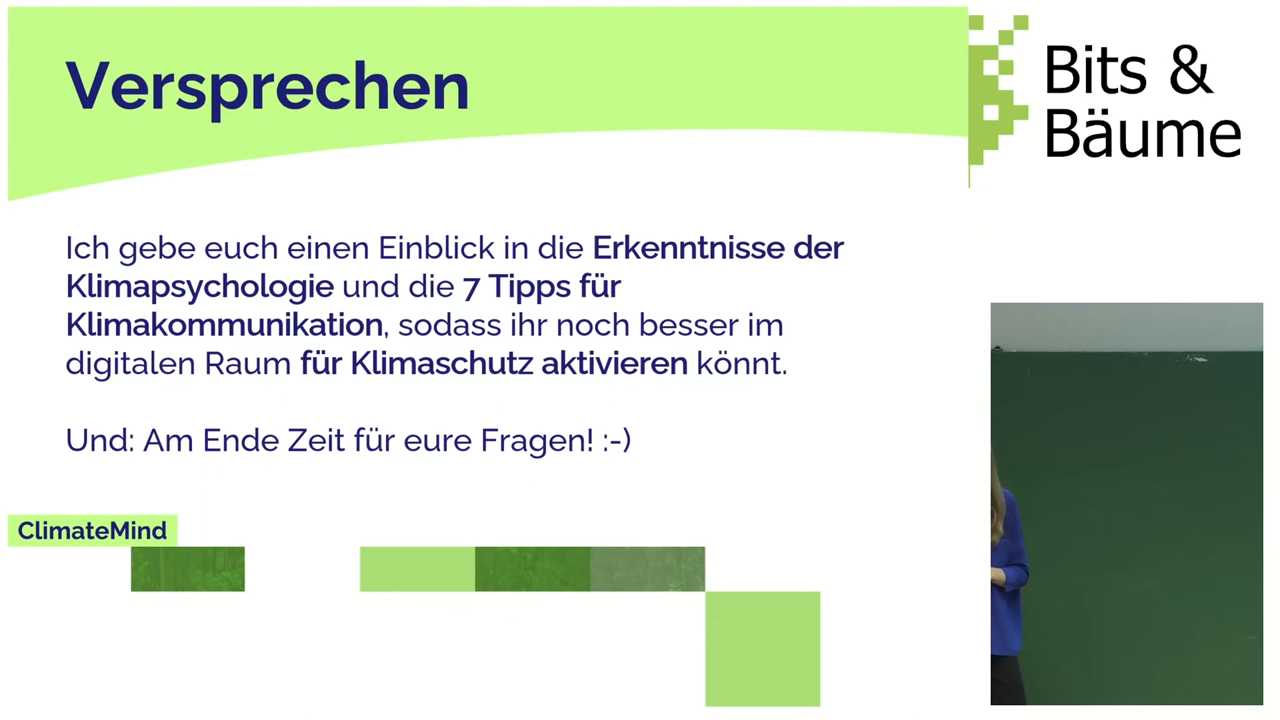 Versprechen
Bits &
Bäume
Ich gebe euch einen Einblick in die Erkenntnisse der
Klimapsychologie und die 7 Tipps für
Klimakommunikation, sodass ihr noch besser im
digitalen Raum für Klimaschutz aktivieren könnt.
Und: Am Ende Zeit für eure Fragen! :-)
ClimateMind